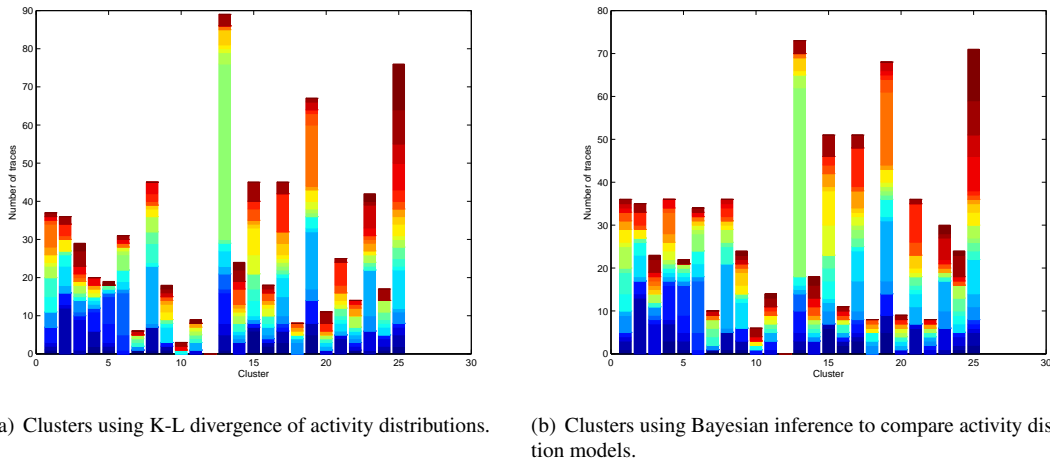 90
80
70
60
50
40
30
20
10
0
Number of traces
0 5 10 15 20 25 30
Cluster
80
70
60
50
40
30
20
10
0
Number of traces
0 5 10 15 20 25 30
Cluster
a) Clusters using K-L divergence of activity distributions.
(b) Clusters using Bayesian inference to compare activity dis
tion models.